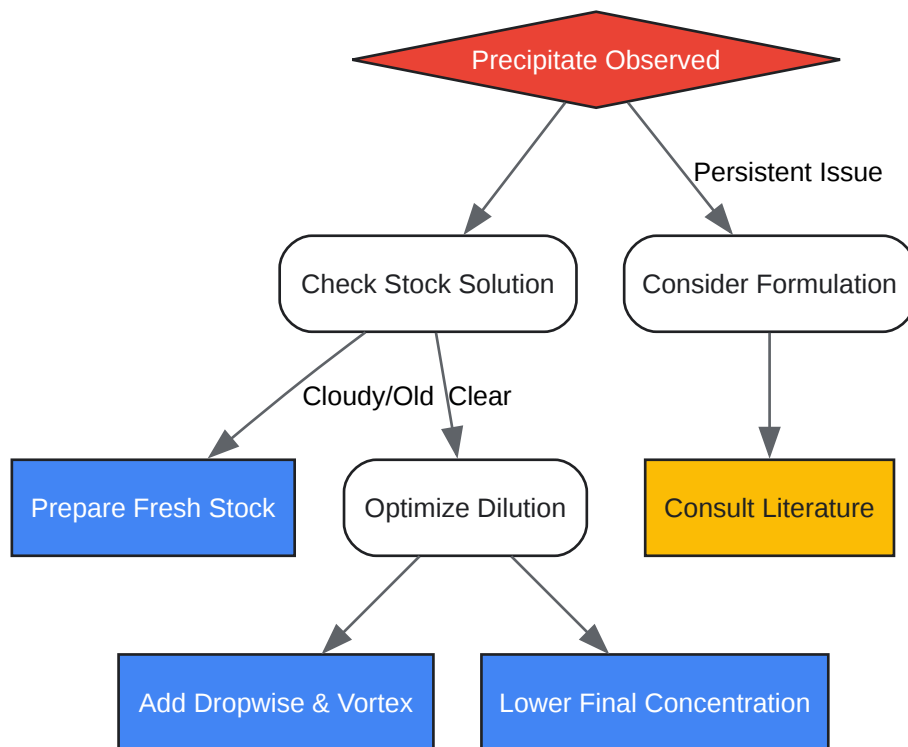 Precipitate Observed
Persistent Issue
Check Stock Solution
Consider Formulation
Cloudy/Old
Clear
Prepare Fresh Stock
Optimize Dilution
Consult Literature
Add Dropwise & Vortex
Lower Final Concentration